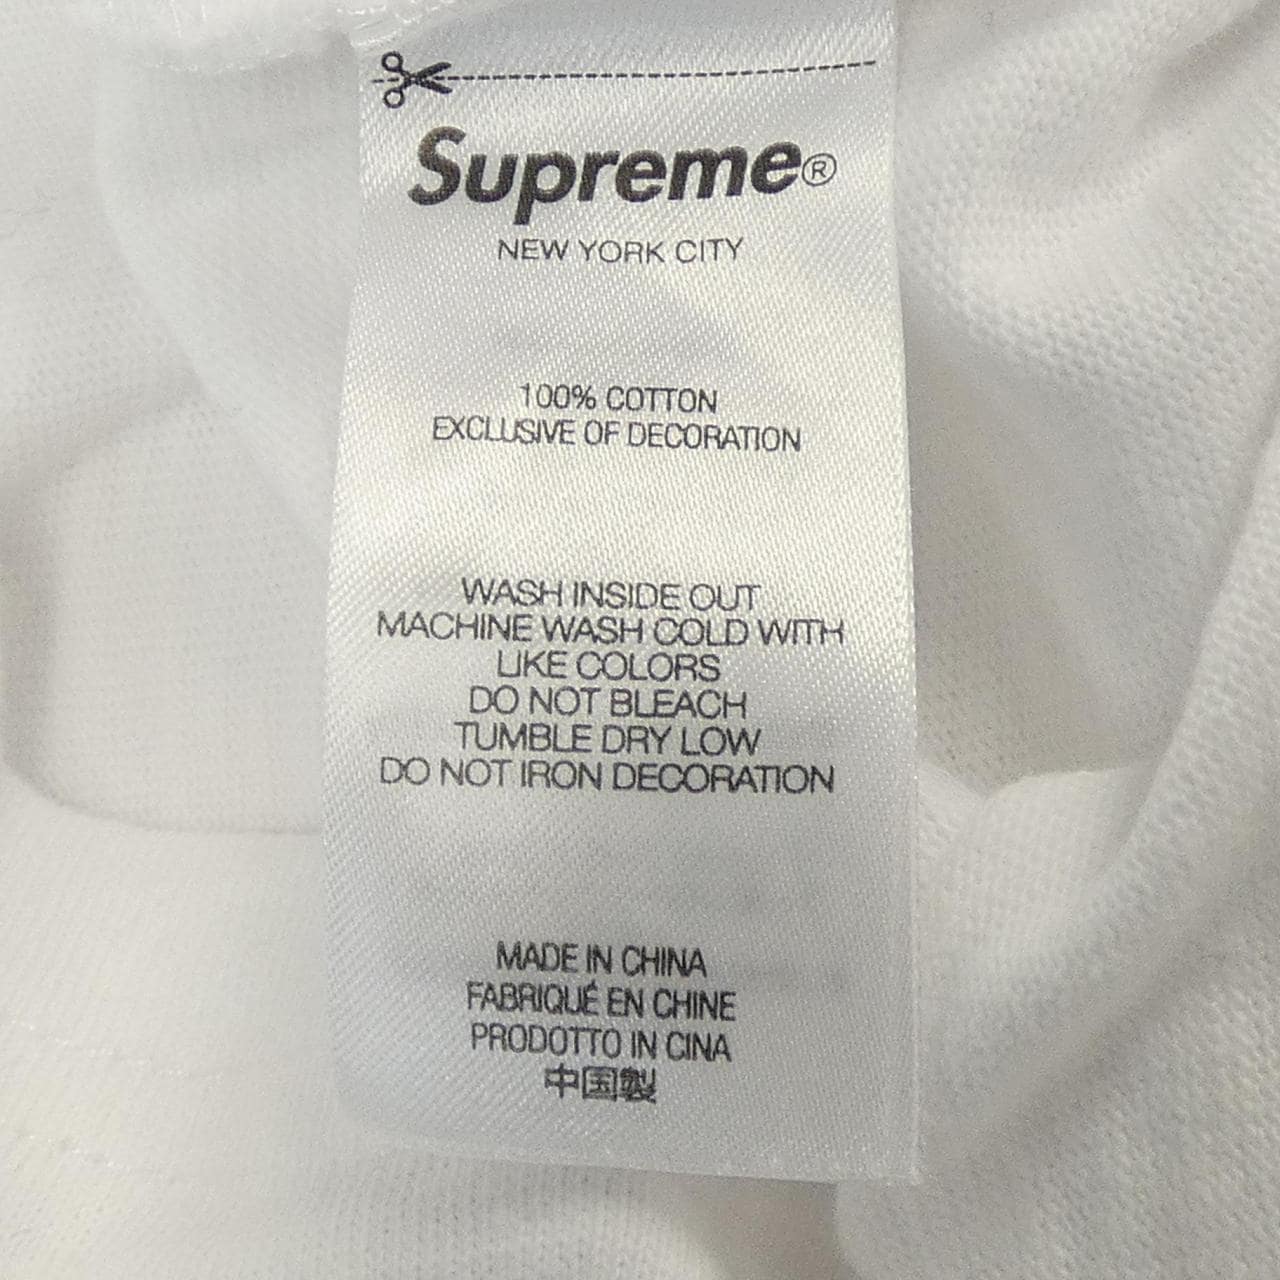 Supreme®
NEW YORK CITY
100% COTTON
EXCLUSIVE OF DECORATION
WASH INSIDE OUT
MACHINE WASH COLD WITH
LIKE COLORS
DO NOT BLEACH
TUMBLE DRY LOW
DO NOT IRON DECORATION
MADE IN CHINA
FABRIQUÉ EN CHINE
PRODOTTO IN CINA
中国製